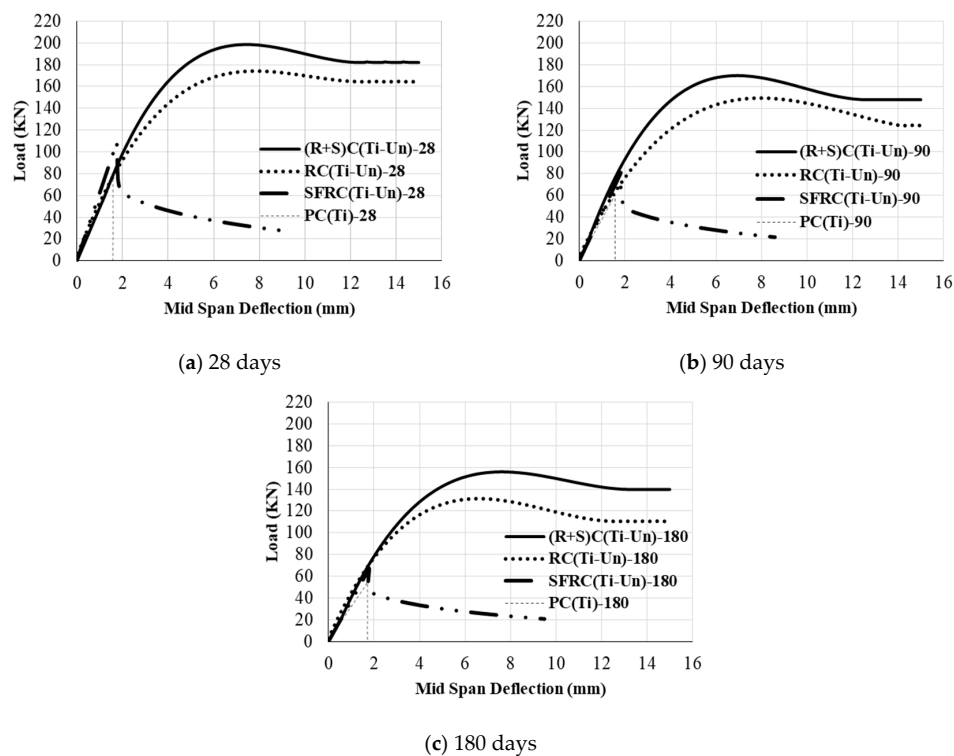 220
200
180
160
140
120
100
80
60
40
20
0
Load (KN)
(R+S)C(Ti-Un)-28
RC(Ti-Un)-28
SFRC(Ti-Un)-28
PC(Ti)-28
0 2 4 6 8 10 12 14 16
Mid Span Deflection (mm)
(a) 28 days
220
200
180
160
140
120
100
80
60
40
20
0
Load (KN)
(R+S)C(Ti-Un)-90
RC(Ti-Un)-90
SFRC(Ti-Un)-90
PC(Ti)-90
0 2 4 6 8 10 12 14 16
Mid Span Deflection (mm)
(b) 90 days
220
200
180
160
140
120
100
80
60
40
20
0
Load (KN)
(R+S)C(Ti-Un)-180
RC(Ti-Un)-180
SFRC(Ti-Un)-180
PC(Ti)-180
0 2 4 6 8 10 12 14 16
Mid Span Deflection (mm)
(c) 180 days